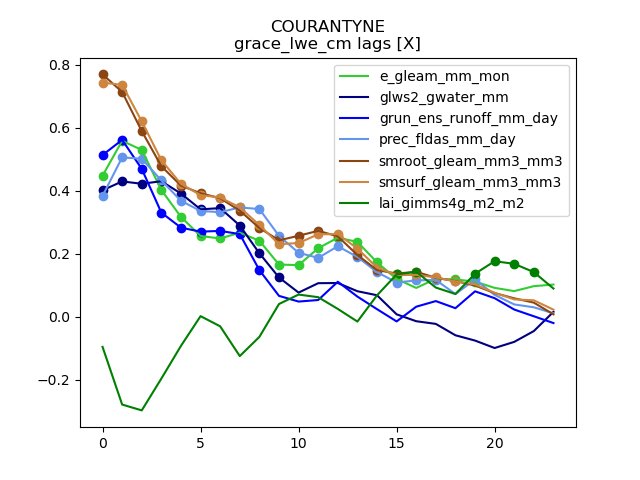 COURANTYNE
grace_lwe_cm lags [X]
0.8
0.6
0.4
0.2
0.0
−0.2
0
5
10
15
20
e_gleam_mm_mon
glws2_gwater_mm
grun_ens_runoff_mm_day
prec_fldas_mm_day
smroot_gleam_mm3_mm3
smsurf_gleam_mm3_mm3
lai_gimms4g_m2_m2